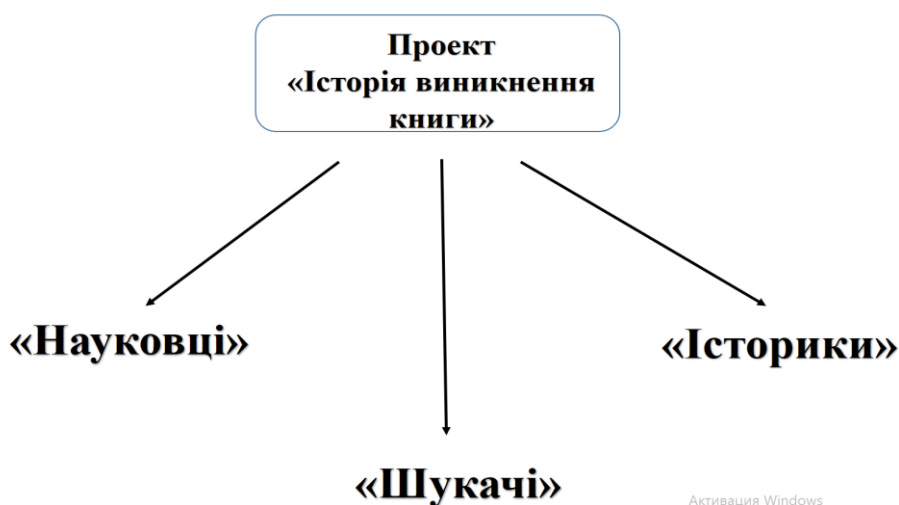 Проект
«Історія виникнення
книги»
«Науковці»
«Історики»
«Шукачі»
Активация Windows